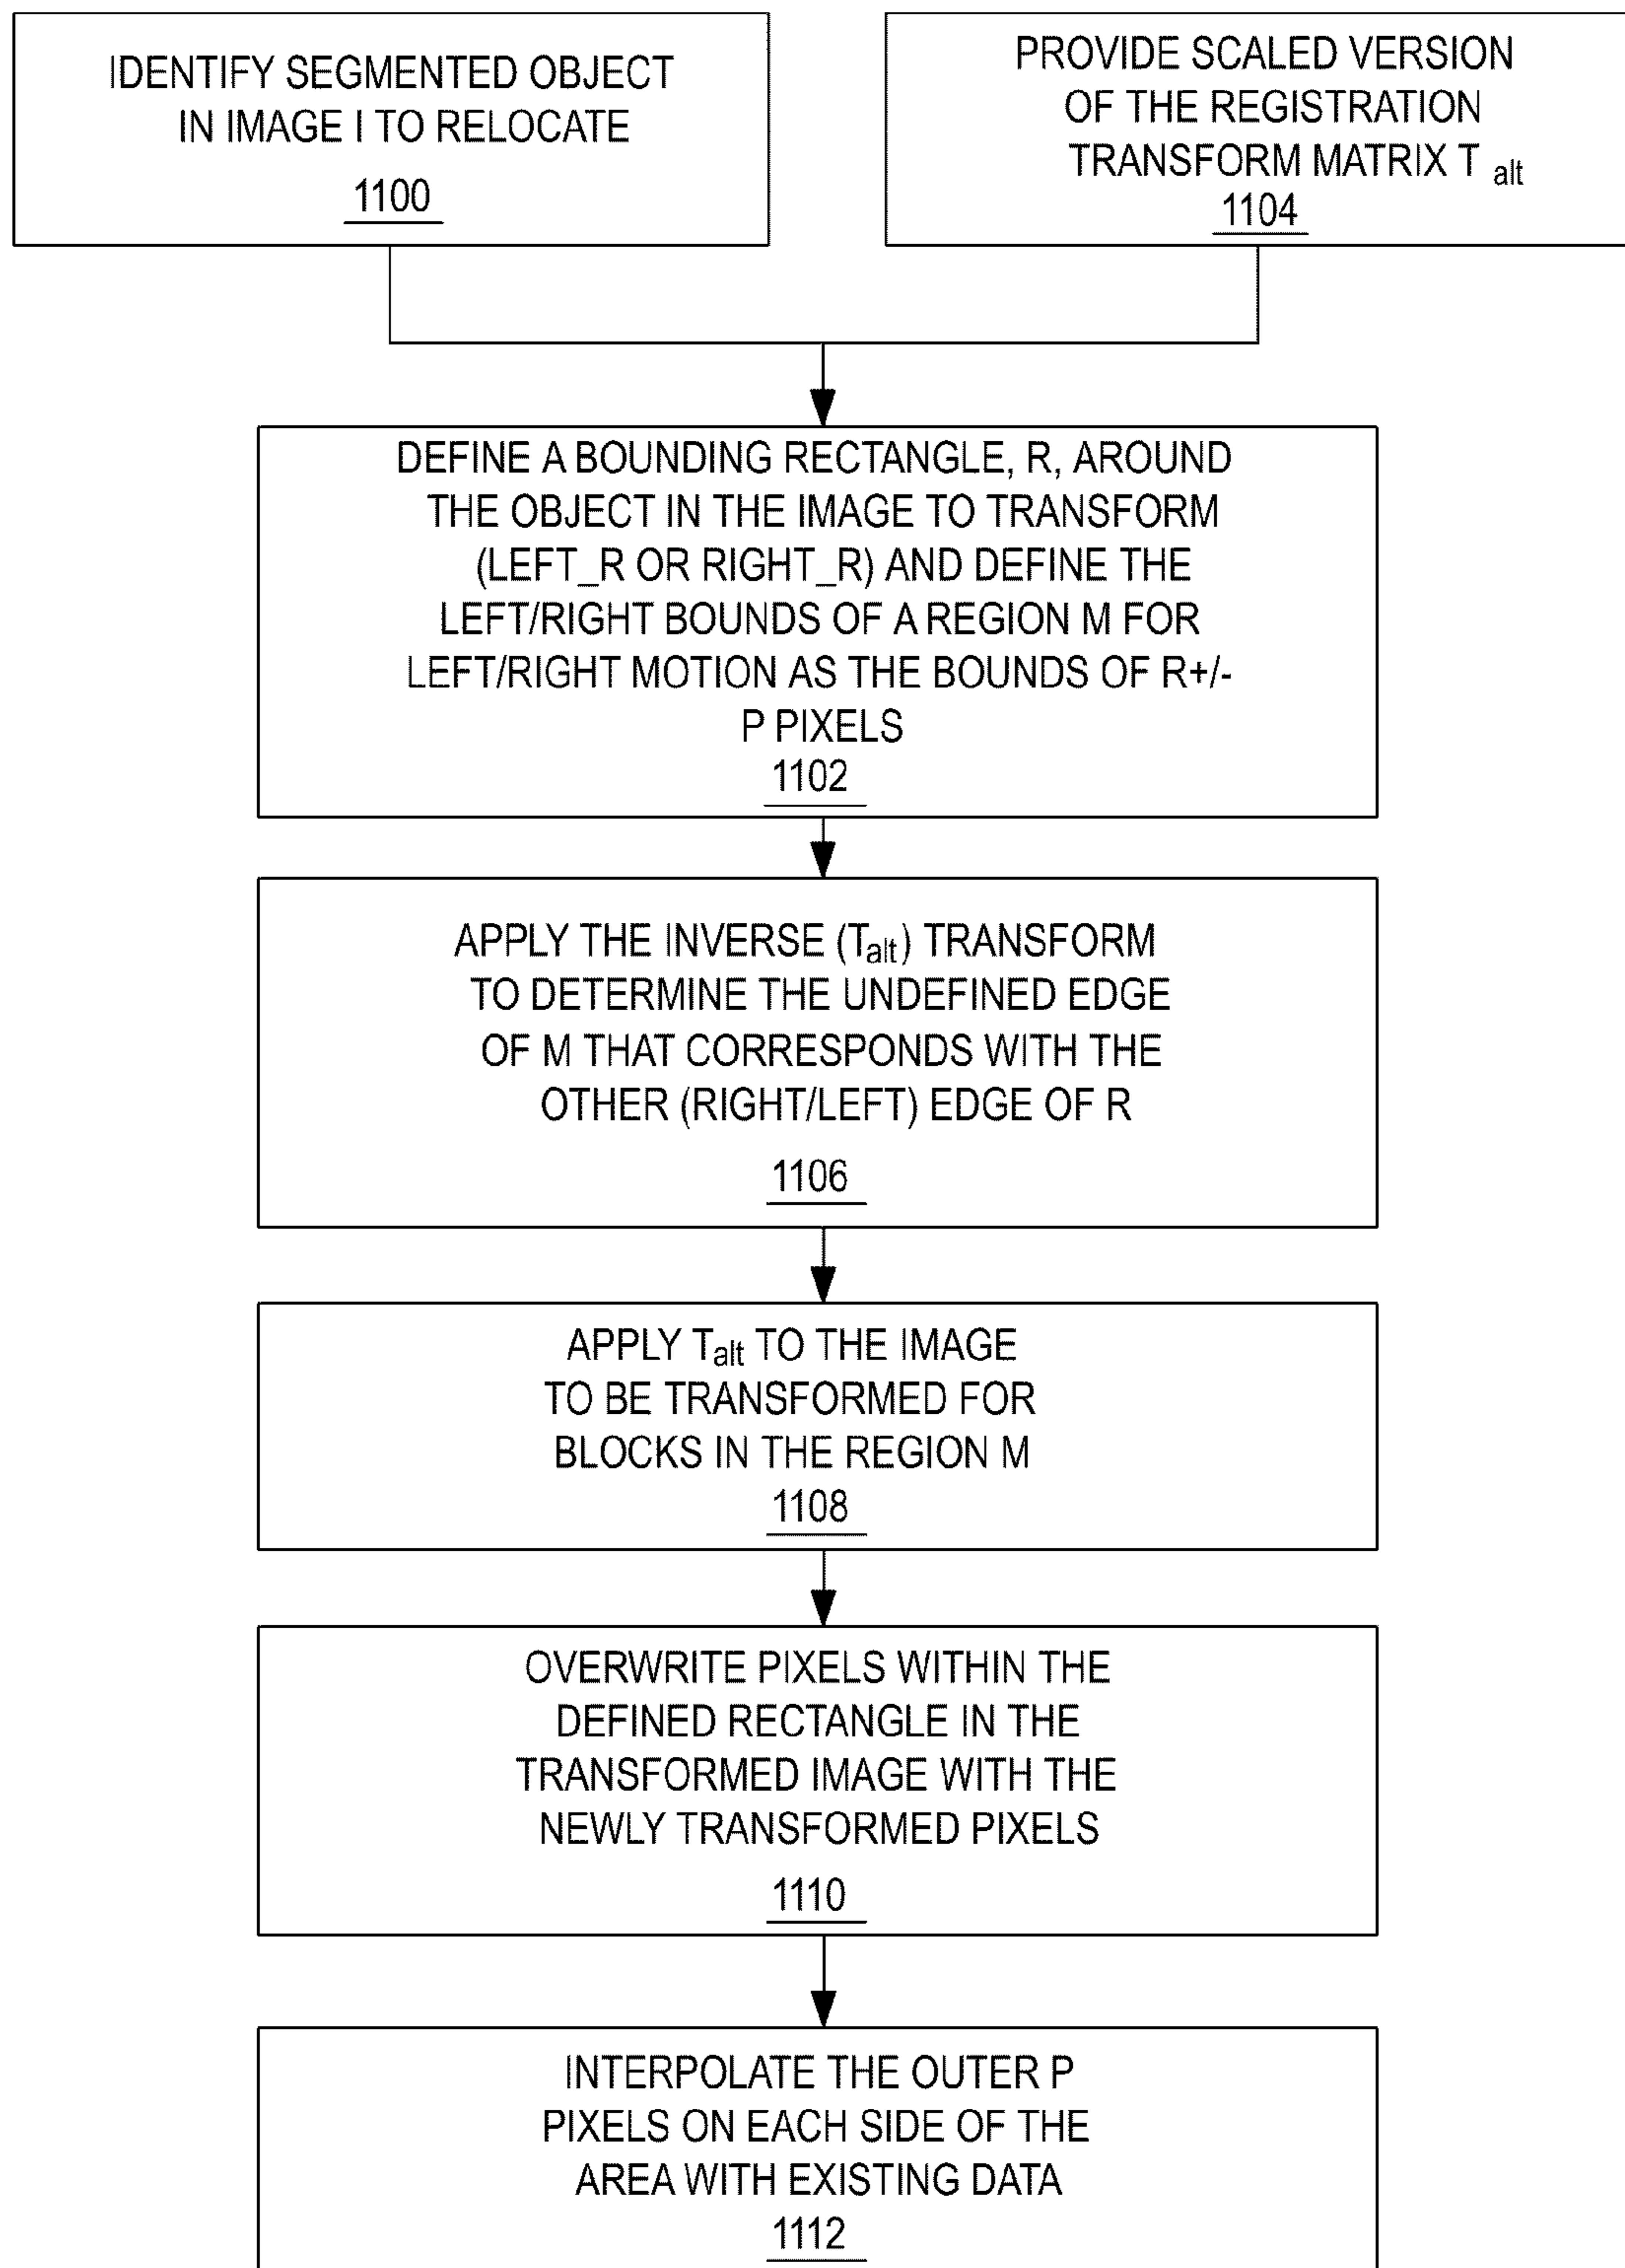 IDENTIFY SEGMENTED OBJECT
IN IMAGE I TO RELOCATE
1100
PROVIDE SCALED VERSION
OF THE REGISTRATION
TRANSFORM MATRIX T alt
1104
DEFINE A BOUNDING RECTANGLE, R, AROUND
THE OBJECT IN THE IMAGE TO TRANSFORM
(LEFT_R OR RIGHT_R) AND DEFINE THE
LEFT/RIGHT BOUNDS OF A REGION M FOR
LEFT/RIGHT MOTION AS THE BOUNDS OF R+/-
P PIXELS
1102
APPLY THE INVERSE (Talt) TRANSFORM
TO DETERMINE THE UNDEFINED EDGE
OF M THAT CORRESPONDS WITH THE
OTHER (RIGHT/LEFT) EDGE OF R
1106
APPLY Talt TO THE IMAGE
TO BE TRANSFORMED FOR
BLOCKS IN THE REGION M
1108
OVERWRITE PIXELS WITHIN THE
DEFINED RECTANGLE IN THE
TRANSFORMED IMAGE WITH THE
NEWLY TRANSFORMED PIXELS
1110
INTERPOLATE THE OUTER P
PIXELS ON EACH SIDE OF THE
AREA WITH EXISTING DATA
1112